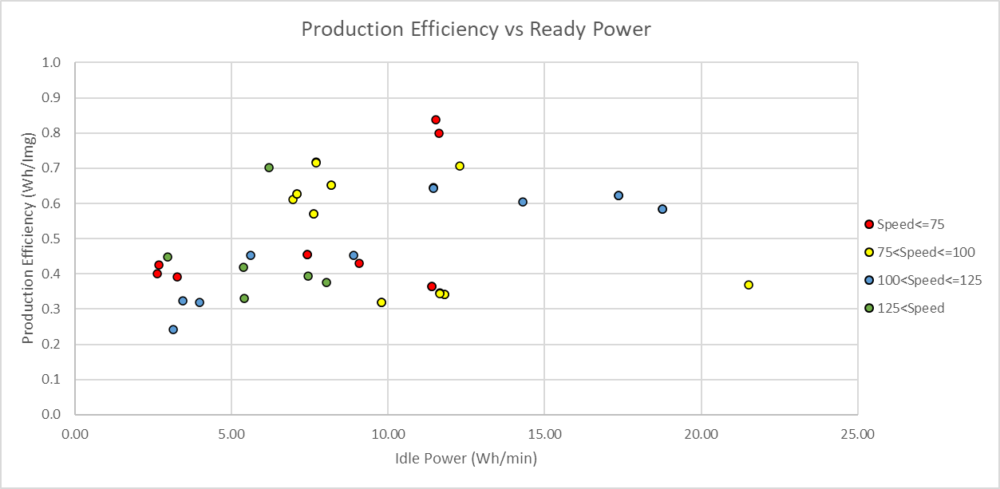 Production Efficiency vs Ready Power
Production Efficiency (Wh/Img)
1.0
0.9
0.8
0.7
0.6
0.5
0.4
0.3
0.2
0.1
0.0
0.00 5.00 10.00 15.00 20.00 25.00
Idle Power (Wh/min)
Speed<=75
75<Speed<=100
100<Speed<=125
125<Speed